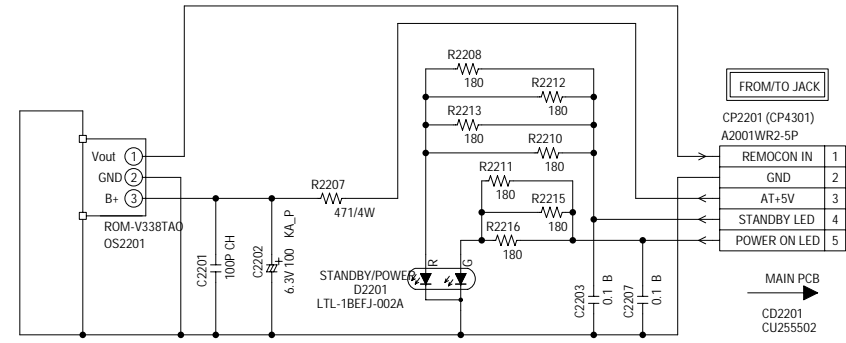 R2208
180
R2212
180
R2213
180
R2210
180
R2211
180
R2215
180
R2216
180
FROM/TO JACK
CP2201 (CP4301)
A2001WR2-5P
REMOCON IN 1
GND 2
AT+5V 3
STANDBY LED 4
POWER ON LED 5
Vout 1
GND 2
B+ 3
ROM-V338TAO
OS2201
R2207
471/4W
C2201
100P CH
C2202
6.3V 100 KA_P
+
STANDBY/POWER
D2201
LTL-1BEFJ-002A
R
G
C2203
0.1 B
C2207
0.1 B
MAIN PCB
CD2201
CU255502